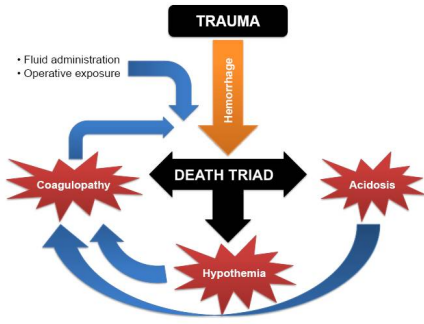 TRAUMA
• Fluid administration
• Operative exposure
Hemorrhage
Coagulopathy
DEATH TRIAD
Acidosis
Hypothemia